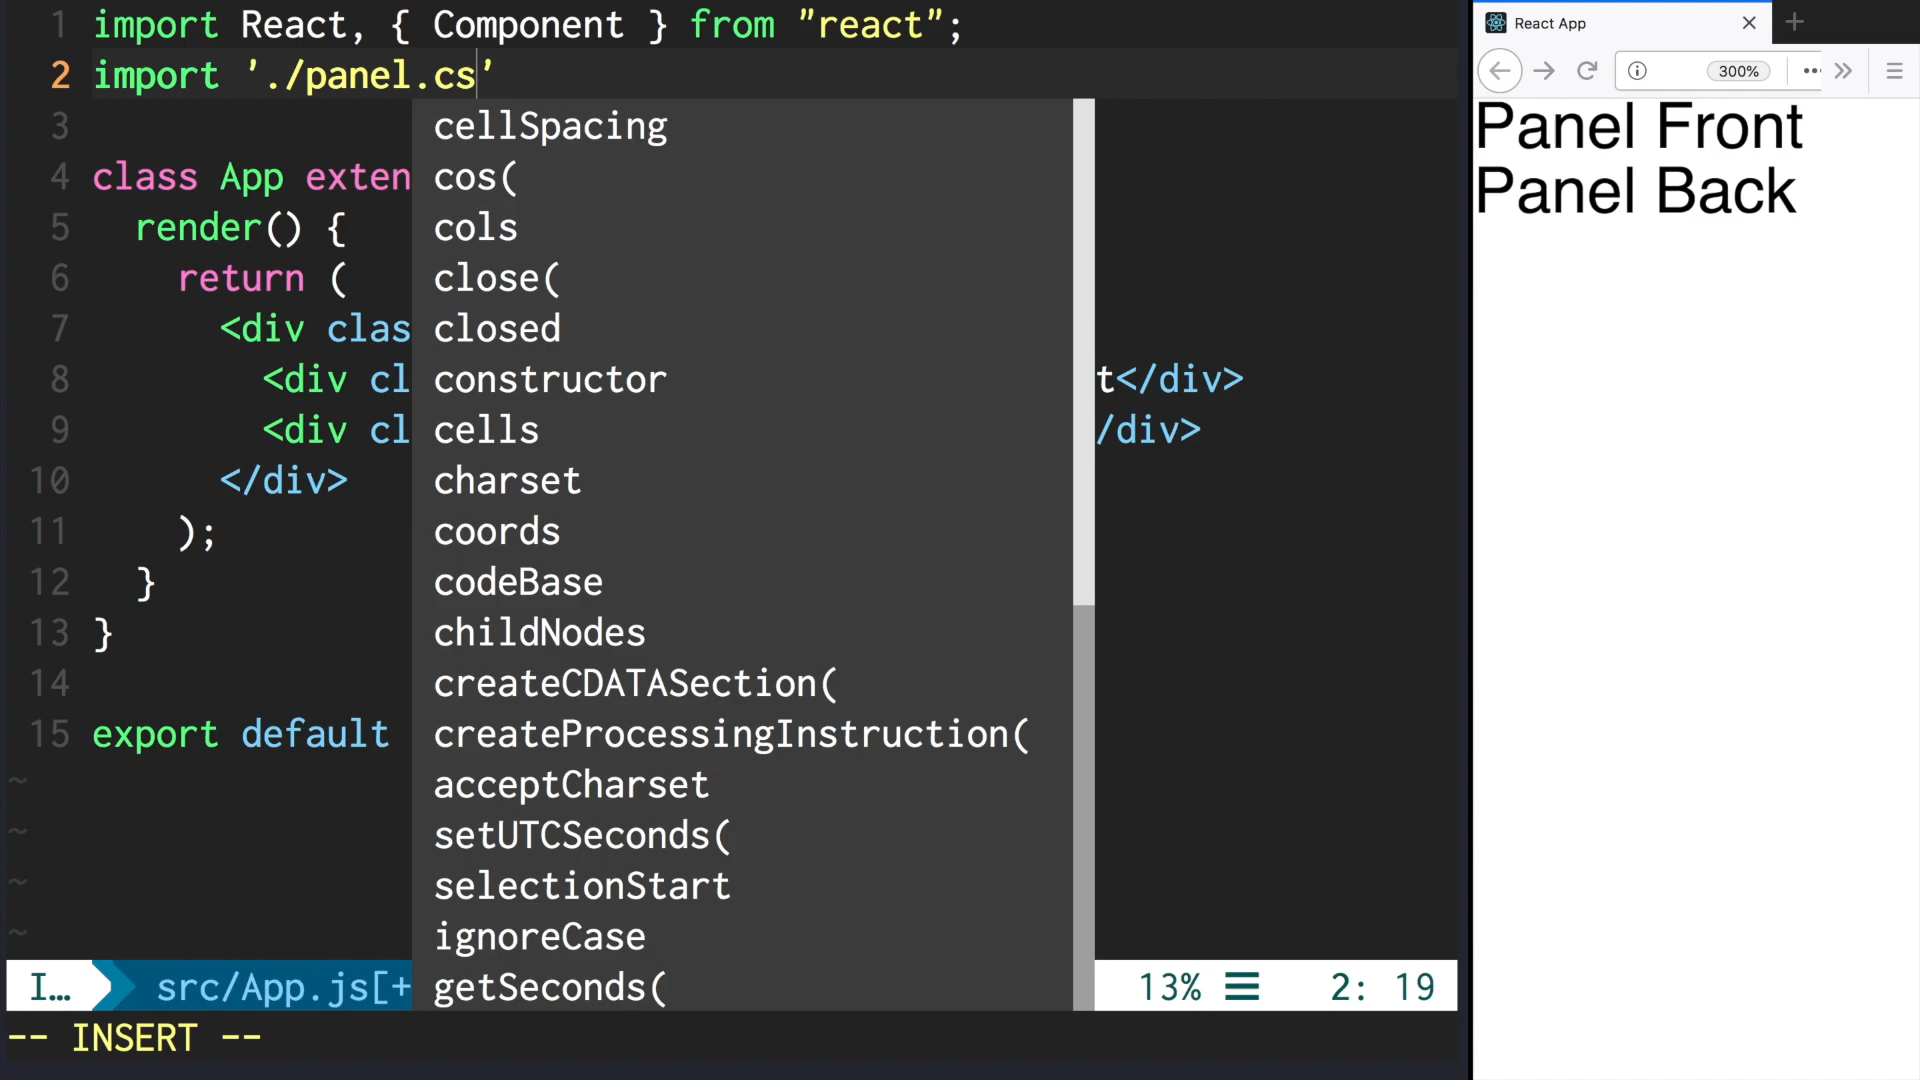 1 import React, { Component } from "react";
2 import './panel.cs'
3
4 class App exten
5 render() {
6 return (
7 <div clas
8 <div cl t</div>
9 <div cl /div>
10 </div>
11 );
12 }
13 }
14
15 export default
~
~
~
~
cellSpacing
cos(
cols
close(
closed
constructor
cells
charset
coords
codeBase
childNodes
createCDATASection(
createProcessingInstruction(
acceptCharset
setUTCSeconds(
selectionStart
ignoreCase
getSeconds(
I… src/App.js[+ 13% 2: 19
-- INSERT --
React App
300%
Panel Front
Panel Back